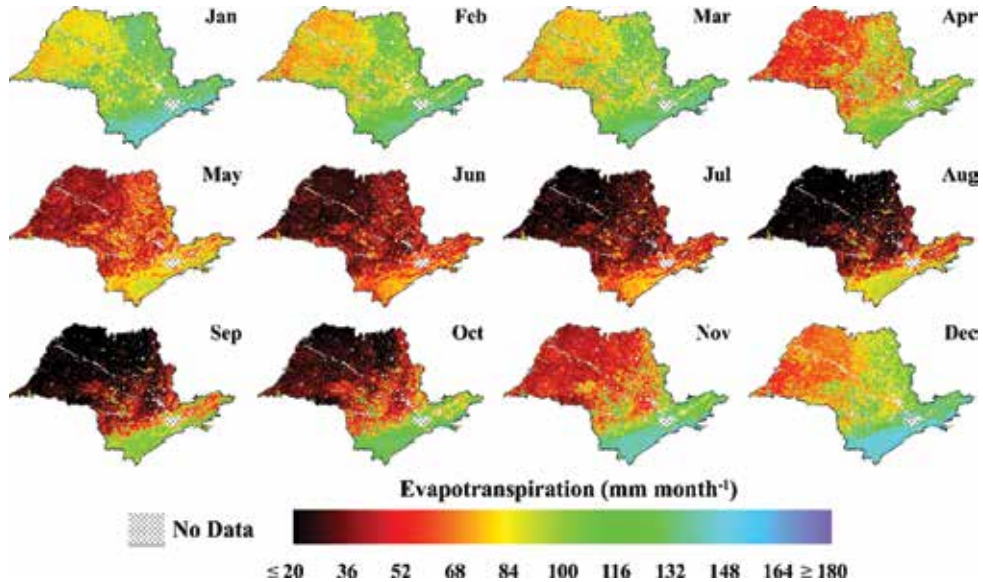 Jan Feb Mar Apr
May Jun Jul Aug
Sep Oct Nov Dec
Evapotranspiration (mm month⁻¹)
No Data
≤ 20 36 52 68 84 100 116 132 148 164 ≥ 180